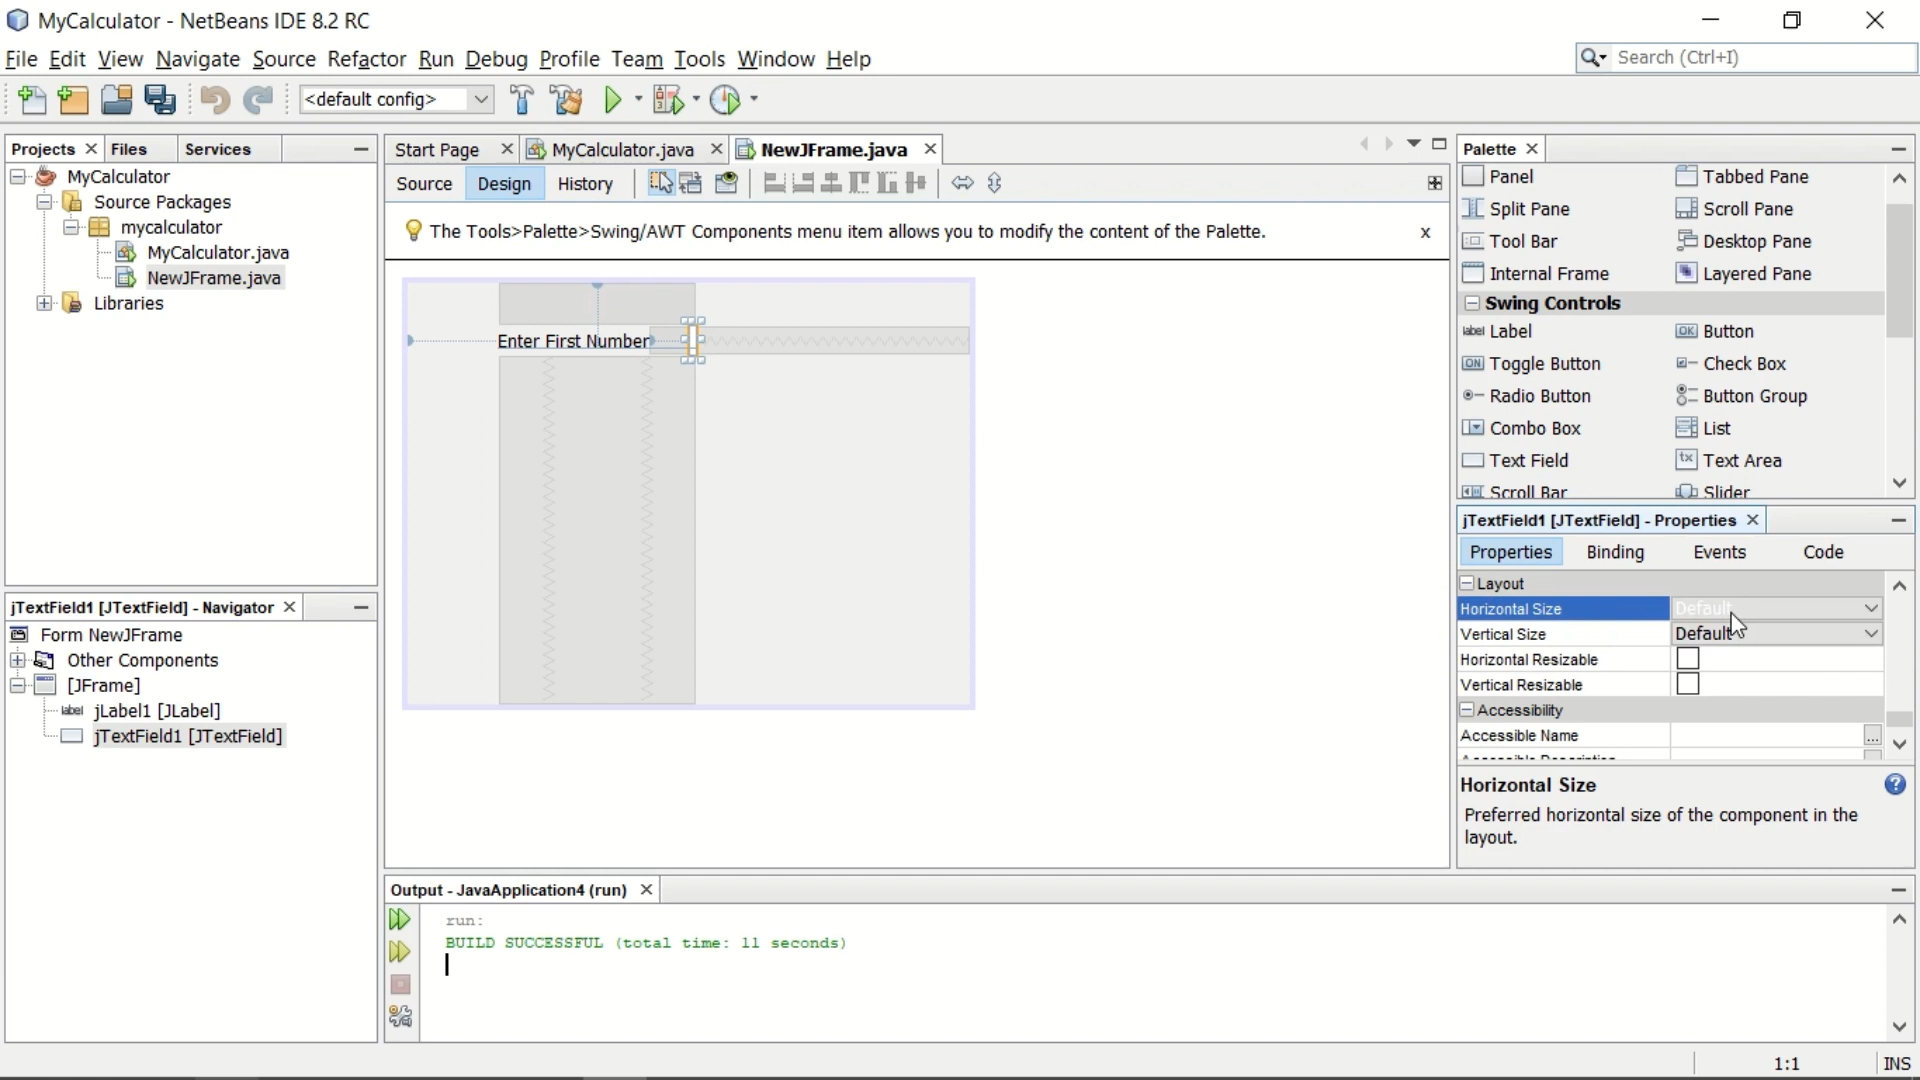 MyCalculator - NetBeans IDE 8.2 RC
File Edit View Navigate Source Refactor Run Debug Profile Team Tools Window Help
Search (Ctrl+I)
<default config>
Projects Files Services
MyCalculator
Source Packages
mycalculator
MyCalculator.java
NewJFrame.java
Libraries
jTextField1 [JTextField] - Navigator
Form NewJFrame
Other Components
[JFrame]
label jLabel1 [JLabel]
jTextField1 [JTextField]
Start Page MyCalculator.java NewJFrame.java
Source Design History
The Tools>Palette>Swing/AWT Components menu item allows you to modify the content of the Palette. x
Enter First Number
Output - JavaApplication4 (run)
run:
BUILD SUCCESSFUL (total time: 11 seconds)
Palette
Panel Tabbed Pane
Split Pane Scroll Pane
Tool Bar Desktop Pane
Internal Frame Layered Pane
Swing Controls
label Label OK Button
ON Toggle Button Check Box
Radio Button Button Group
Combo Box List
Text Field tx Text Area
Scroll Bar Slider
jTextField1 [JTextField] - Properties
Properties Binding Events Code
Layout
Horizontal Size Default
Vertical Size Default
Horizontal Resizable
Vertical Resizable
Accessibility
Accessible Name ...
Accessible Description
Horizontal Size
Preferred horizontal size of the component in the
layout.
1:1 INS